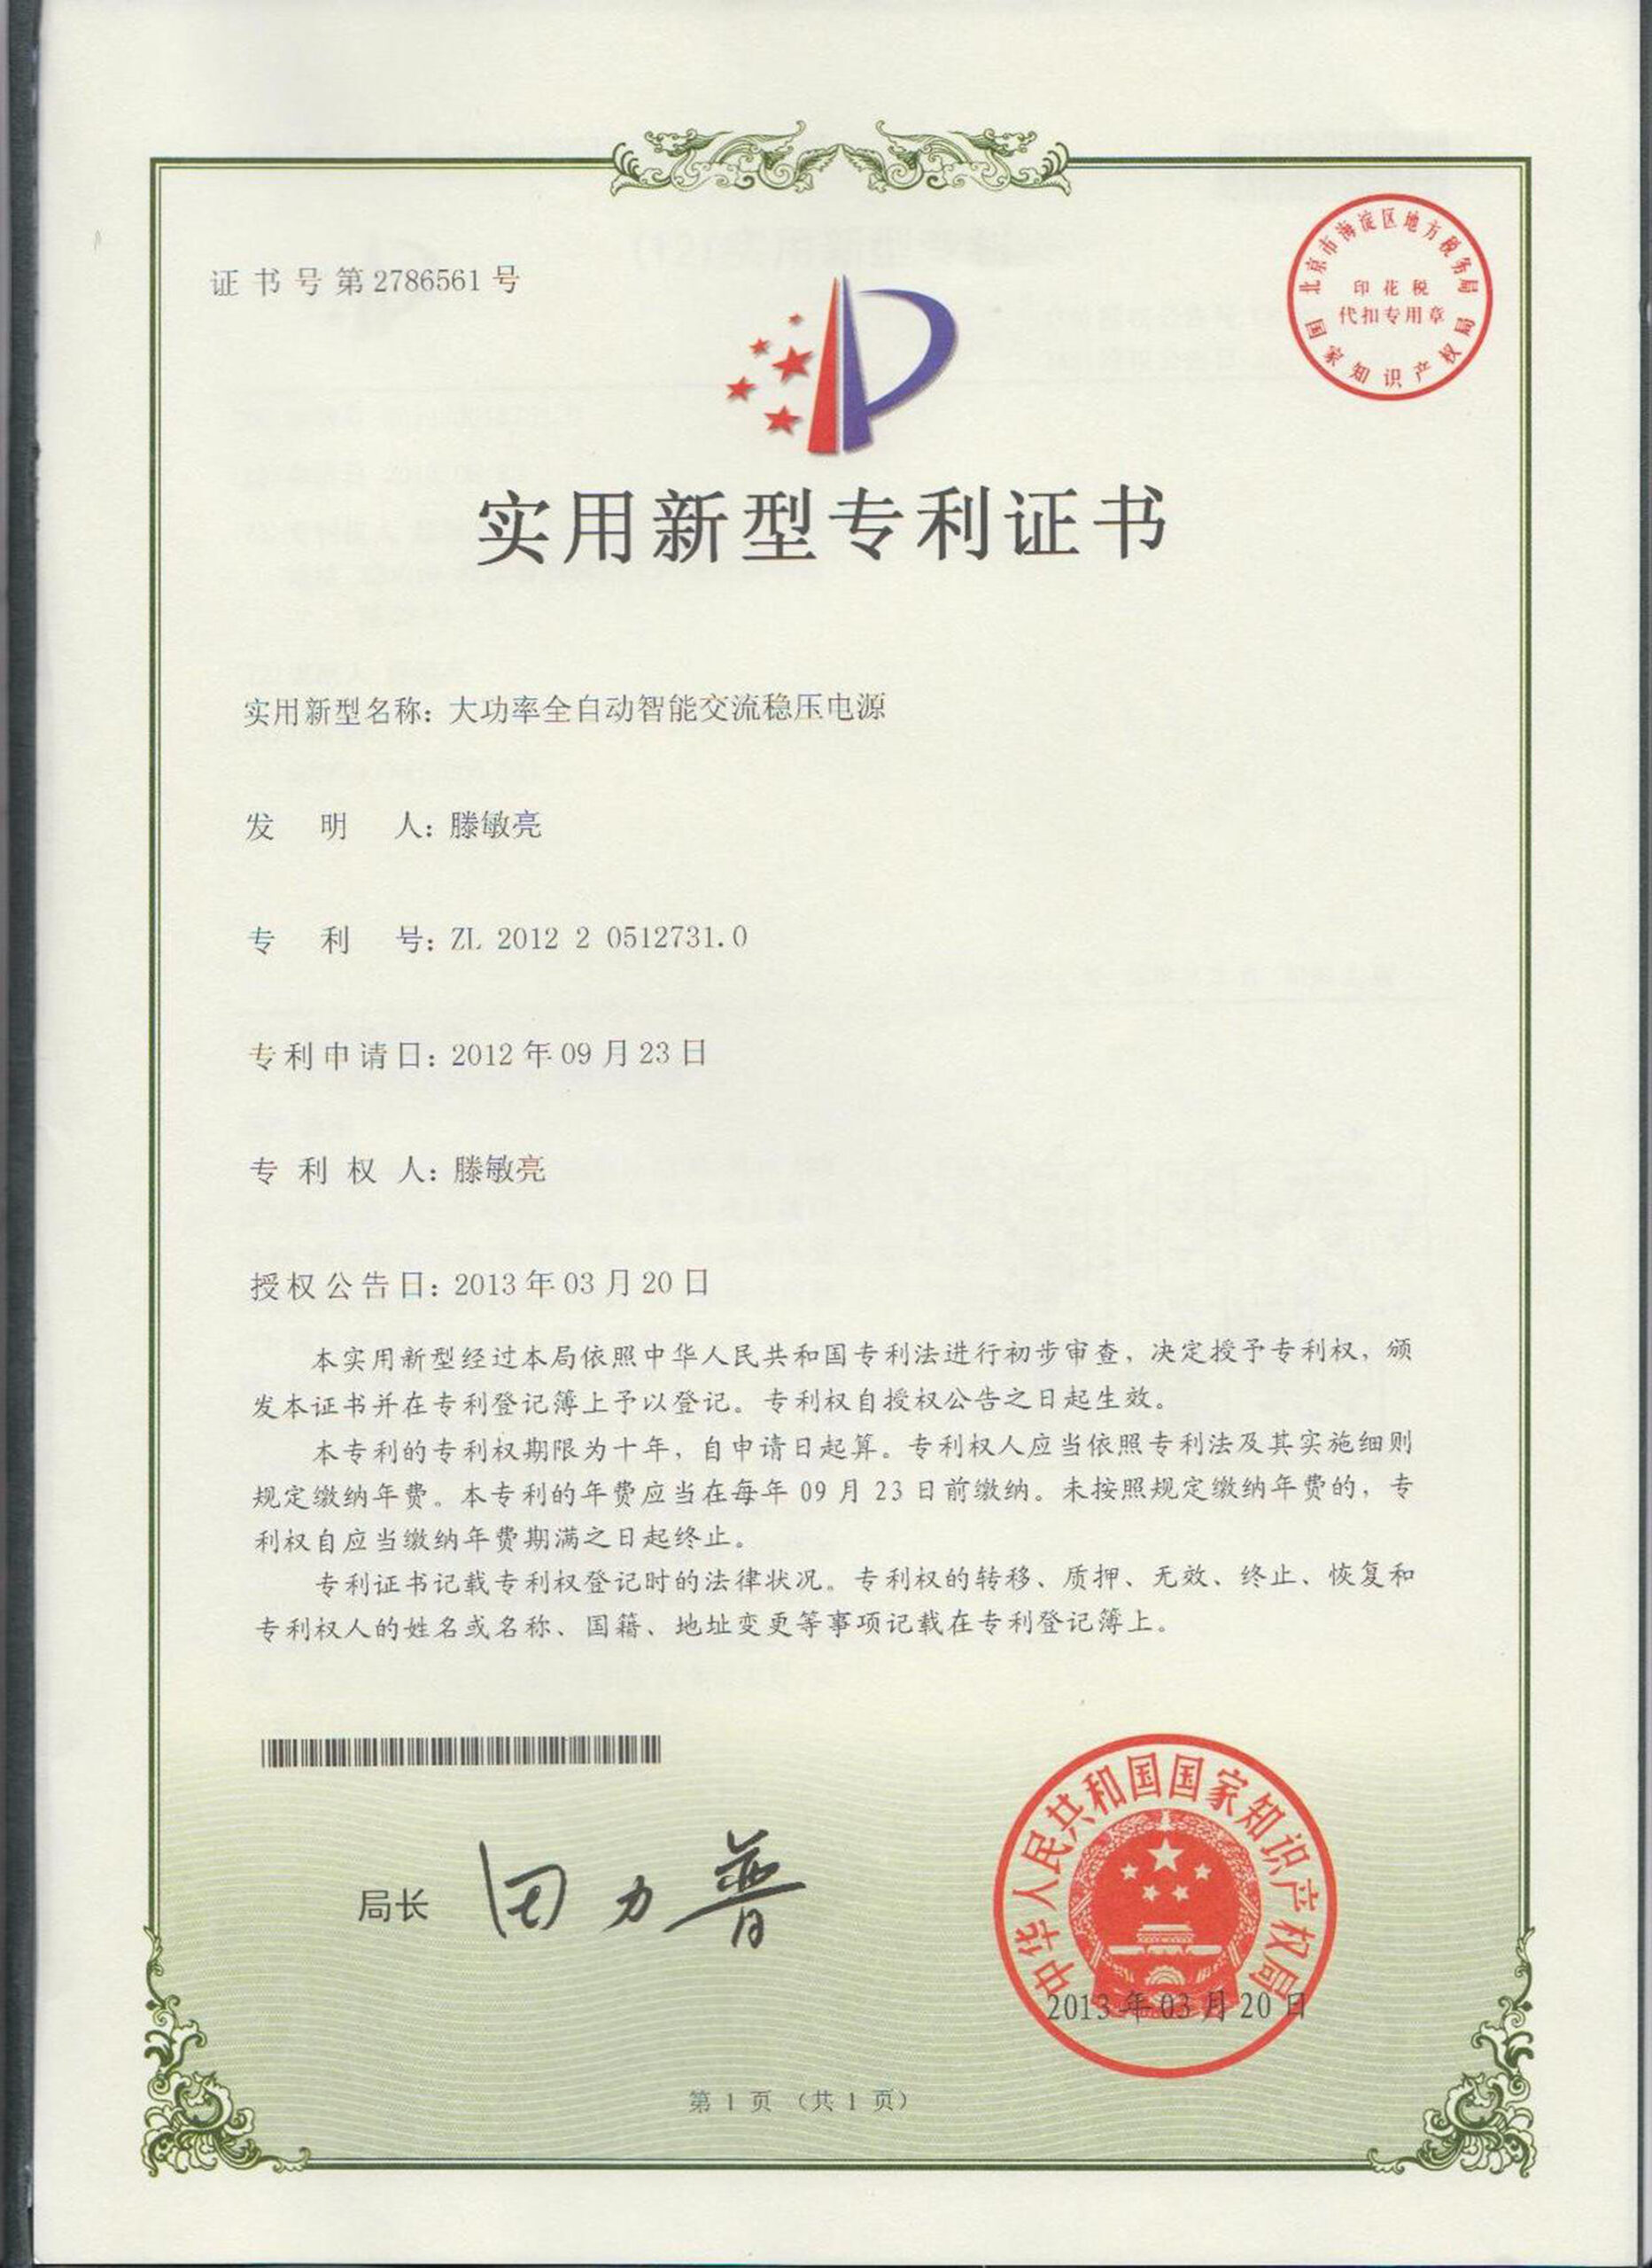 证书号第2786561号
北京市海淀区地方税务局
印花税
代扣专用章
国家知识产权局
实用新型专利证书
实用新型名称：大功率全自动智能交流稳压电源
发明人：滕敏亮
专利号：ZL 2012 2 0512731.0
专利申请日：2012年09月23日
专利权人：滕敏亮
授权公告日：2013年03月20日
本实用新型经过本局依照中华人民共和国专利法进行初步审查，决定授予专利权，颁
发本证书并在专利登记簿上予以登记。专利权自授权公告之日起生效。
本专利的专利权期限为十年，自申请日起算。专利权人应当依照专利法及其实施细则
规定缴纳年费。本专利的年费应当在每年09月23日前缴纳。未按照规定缴纳年费的，专
利权自应当缴纳年费期满之日起终止。
专利证书记载专利权登记时的法律状况。专利权的转移、质押、无效、终止、恢复和
专利权人的姓名或名称、国籍、地址变更等事项记载在专利登记簿上。
局长 田力普
中华人民共和国国家知识产权局
2013年03月20日
第1页（共1页）